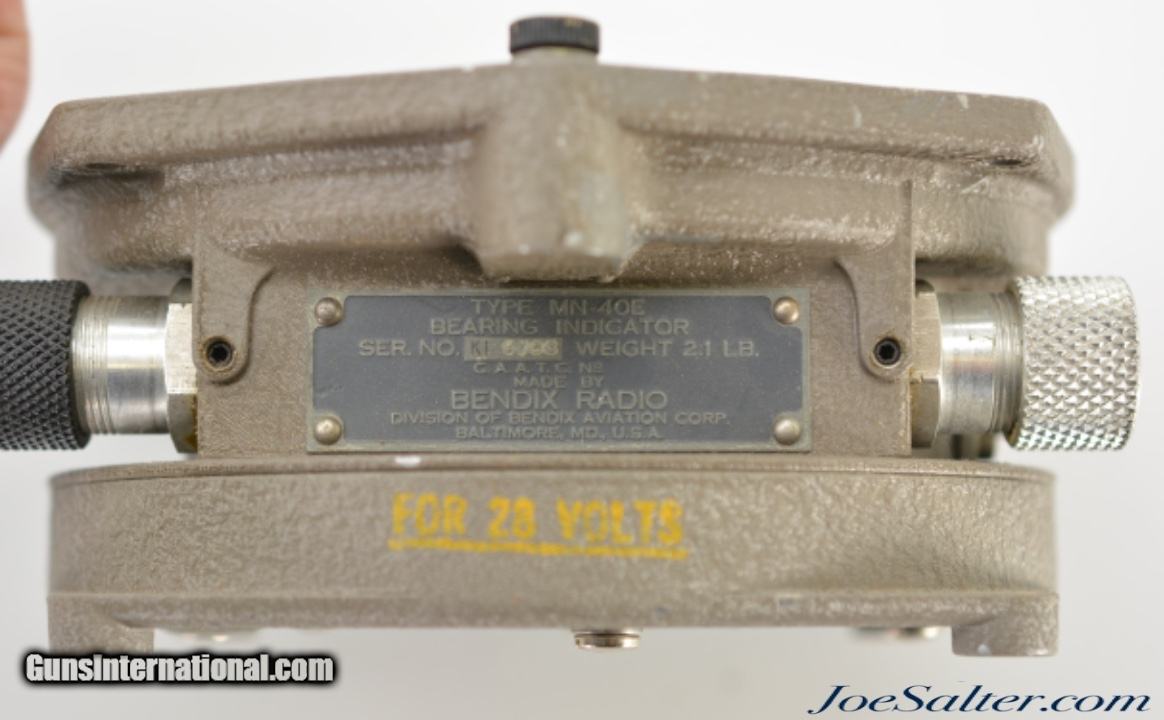 TYPE MN-40E
BEARING INDICATOR
SER. NO. WEIGHT 2.1 LB.
C.A.A.T.C. Nº
MADE BY
BENDIX RADIO
DIVISION OF BENDIX AVIATION CORP.
BALTIMORE, MD., U.S.A.
FOR 28 VOLTS
GunsInternational.com
JoeSalter.com